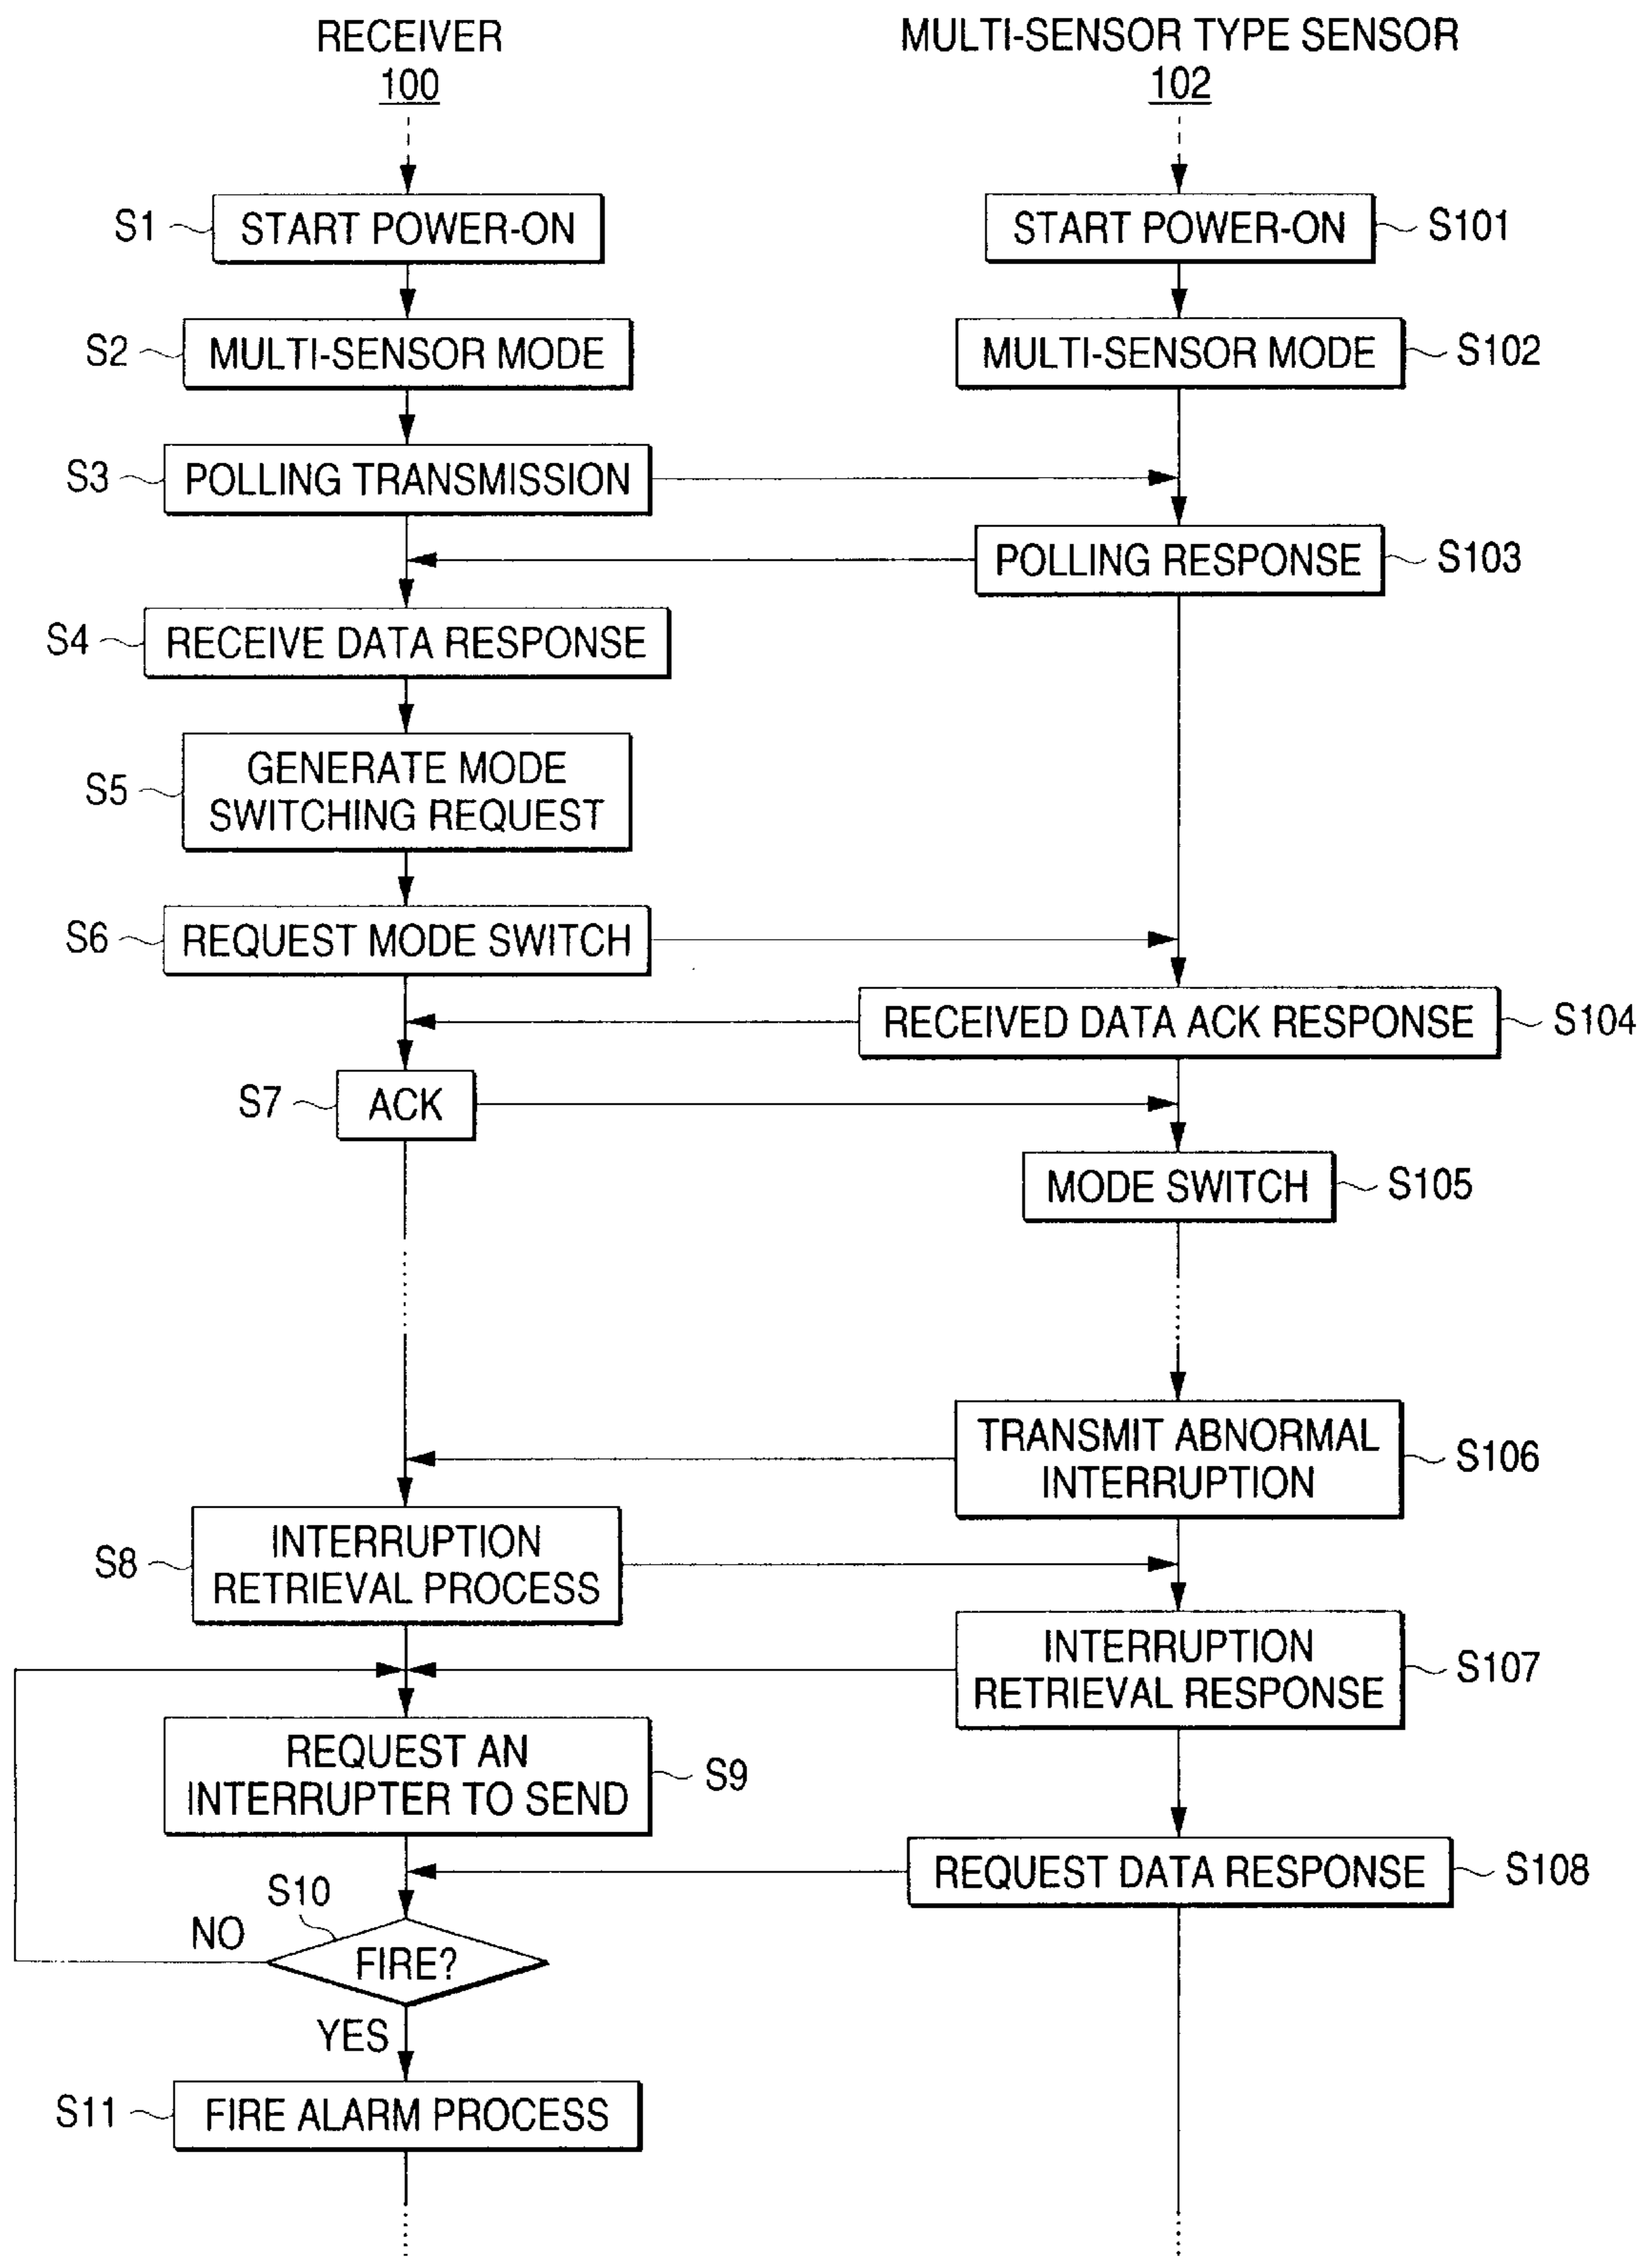 RECEIVER
100
MULTI-SENSOR TYPE SENSOR
102
S1
START POWER-ON
START POWER-ON
S101
S2
MULTI-SENSOR MODE
MULTI-SENSOR MODE
S102
S3
POLLING TRANSMISSION
POLLING RESPONSE
S103
S4
RECEIVE DATA RESPONSE
S5
GENERATE MODE
SWITCHING REQUEST
S6
REQUEST MODE SWITCH
RECEIVED DATA ACK RESPONSE
S104
S7
ACK
MODE SWITCH
S105
TRANSMIT ABNORMAL
INTERRUPTION
S106
S8
INTERRUPTION
RETRIEVAL PROCESS
INTERRUPTION
RETRIEVAL RESPONSE
S107
REQUEST AN
INTERRUPTER TO SEND
S9
REQUEST DATA RESPONSE
S108
S10
NO
FIRE?
YES
S11
FIRE ALARM PROCESS